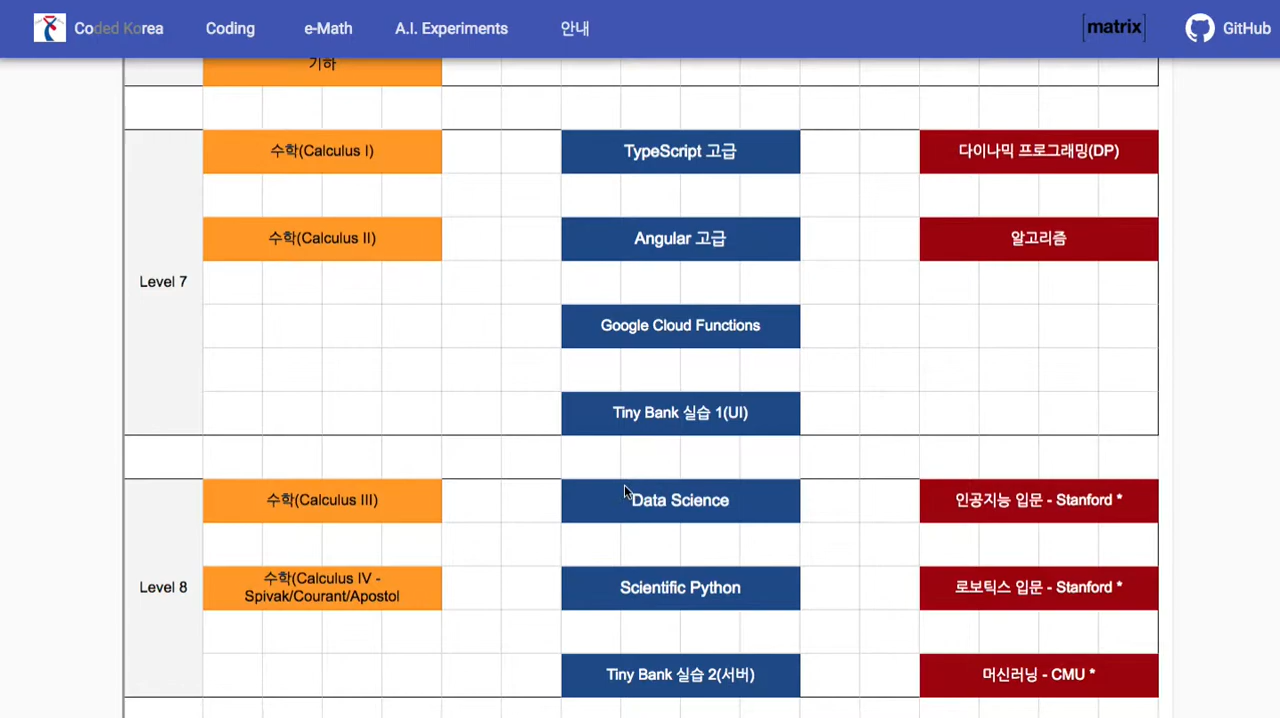 Coded Korea
Coding
e-Math
A.I. Experiments
안내
matrix
GitHub
기하
수학(Calculus I)
TypeScript 고급
다이나믹 프로그래밍(DP)
수학(Calculus II)
Angular 고급
알고리즘
Level 7
Google Cloud Functions
Tiny Bank 실습 1(UI)
수학(Calculus III)
Data Science
인공지능 입문 - Stanford *
Level 8
수학(Calculus IV -
Spivak/Courant/Apostol
Scientific Python
로보틱스 입문 - Stanford *
Tiny Bank 실습 2(서버)
머신러닝 - CMU *